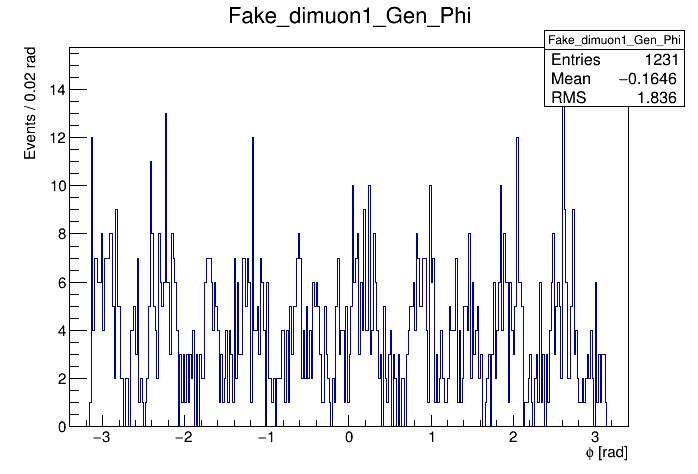 Fake_dimuon1_Gen_Phi
Fake_dimuon1_Gen_Phi
Entries 1231
Mean −0.1646
RMS 1.836
Events / 0.02 rad
14
12
10
8
6
4
2
0
−3 −2 −1 0 1 2 3
ϕ [rad]